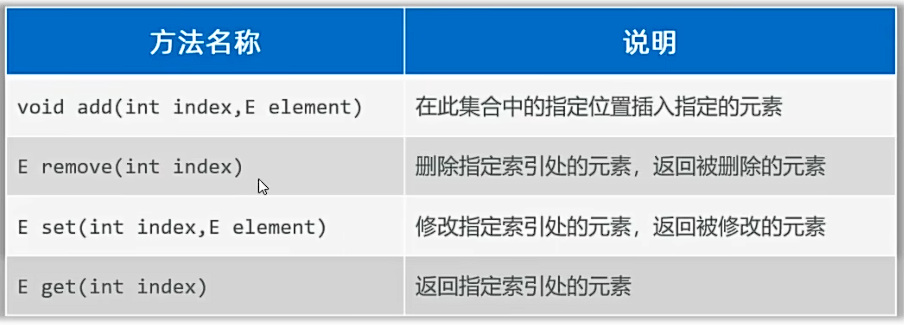 方法名称 说明
void add(int index,E element) 在此集合中的指定位置插入指定的元素
E remove(int index) 删除指定索引处的元素，返回被删除的元素
E set(int index,E element) 修改指定索引处的元素，返回被修改的元素
E get(int index) 返回指定索引处的元素